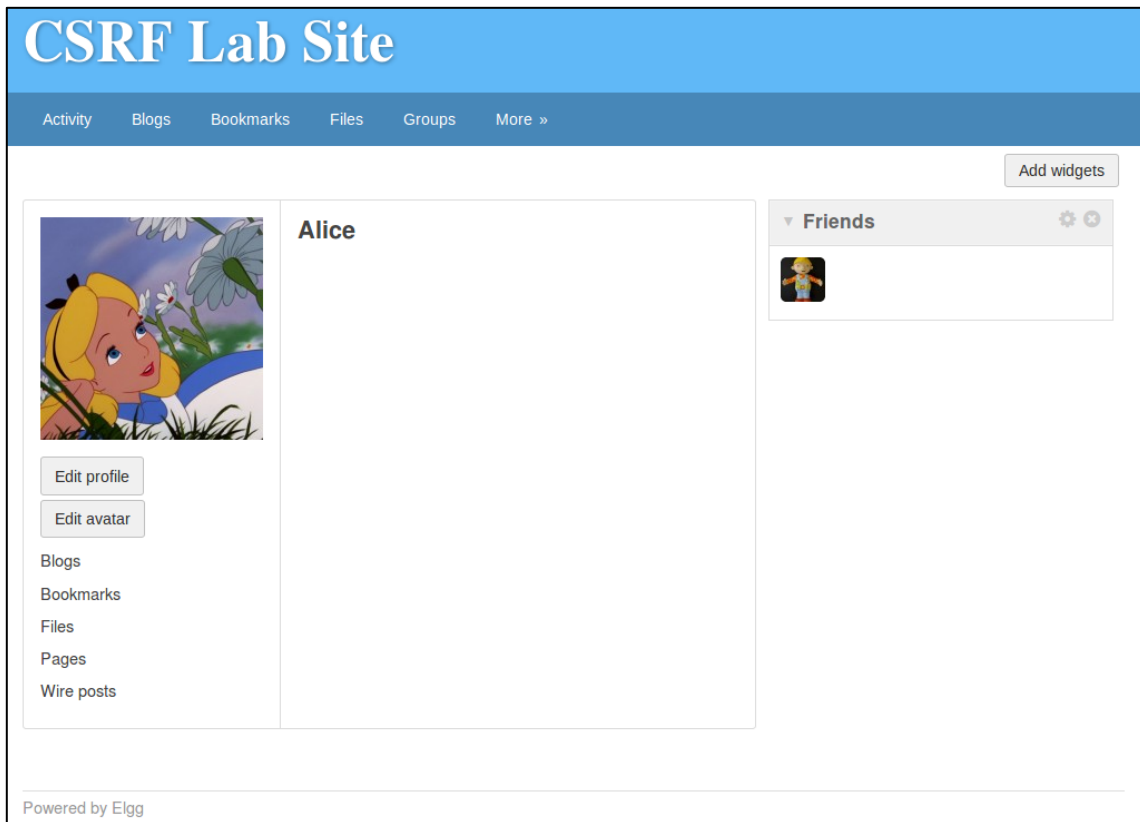 CSRF Lab Site
Activity Blogs Bookmarks Files Groups More »
Add widgets
Alice
Friends
Edit profile
Edit avatar
Blogs
Bookmarks
Files
Pages
Wire posts
Powered by Elgg